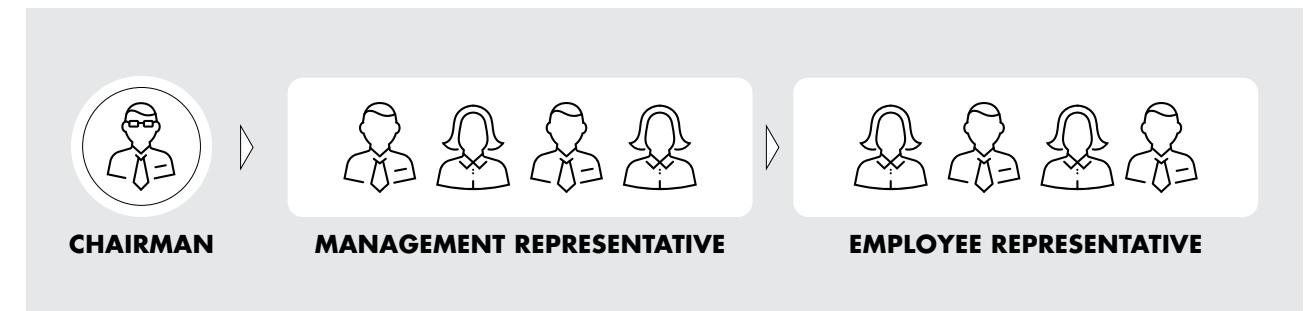 CHAIRMAN
MANAGEMENT REPRESENTATIVE
EMPLOYEE REPRESENTATIVE